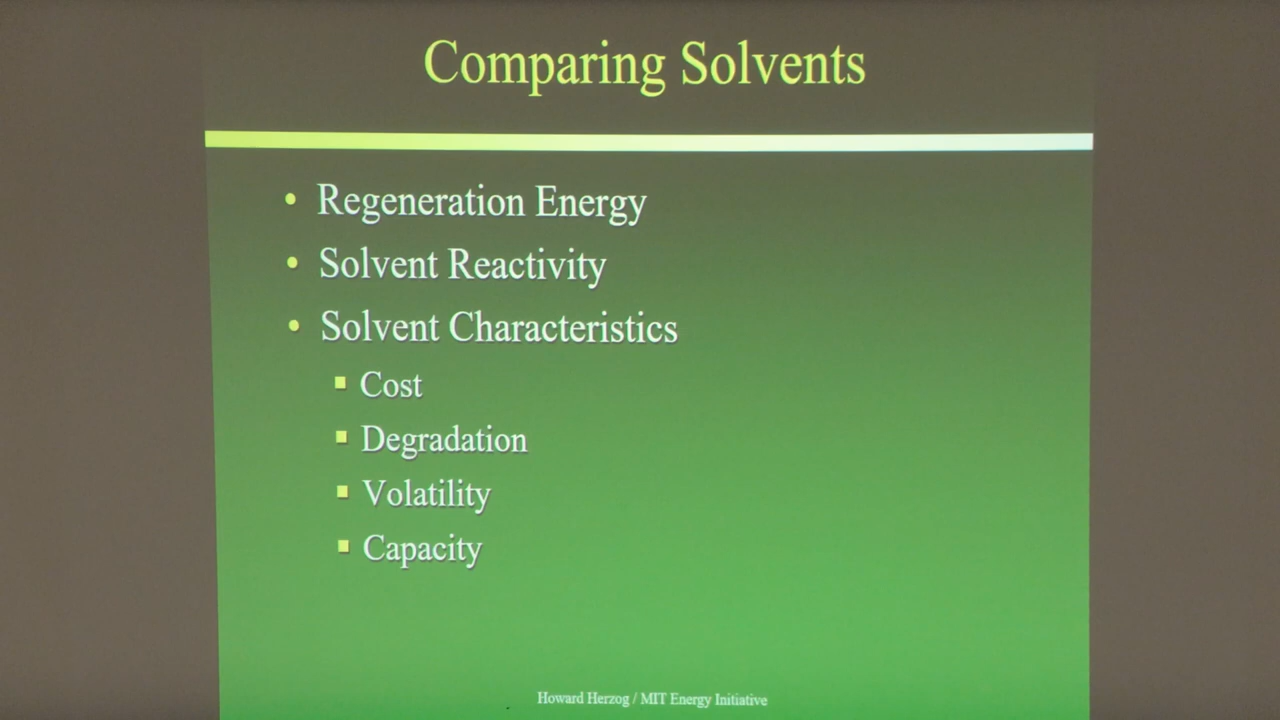 Comparing Solvents
• Regeneration Energy
• Solvent Reactivity
• Solvent Characteristics
▪ Cost
▪ Degradation
▪ Volatility
▪ Capacity
Howard Herzog / MIT Energy Initiative